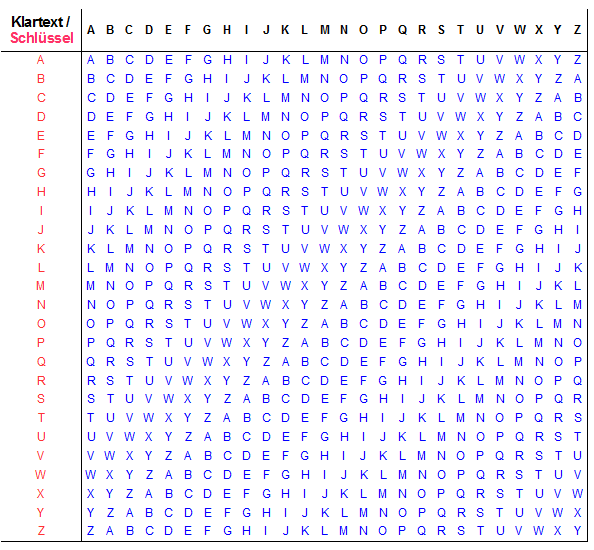 Klartext / A B C D E F G H I J K L M N O P Q R S T U V W X Y Z
Schlüssel
A A B C D E F G H I J K L M N O P Q R S T U V W X Y Z
B B C D E F G H I J K L M N O P Q R S T U V W X Y Z A
C C D E F G H I J K L M N O P Q R S T U V W X Y Z A B
D D E F G H I J K L M N O P Q R S T U V W X Y Z A B C
E E F G H I J K L M N O P Q R S T U V W X Y Z A B C D
F F G H I J K L M N O P Q R S T U V W X Y Z A B C D E
G G H I J K L M N O P Q R S T U V W X Y Z A B C D E F
H H I J K L M N O P Q R S T U V W X Y Z A B C D E F G
I I J K L M N O P Q R S T U V W X Y Z A B C D E F G H
J J K L M N O P Q R S T U V W X Y Z A B C D E F G H I
K K L M N O P Q R S T U V W X Y Z A B C D E F G H I J
L L M N O P Q R S T U V W X Y Z A B C D E F G H I J K
M M N O P Q R S T U V W X Y Z A B C D E F G H I J K L
N N O P Q R S T U V W X Y Z A B C D E F G H I J K L M
O O P Q R S T U V W X Y Z A B C D E F G H I J K L M N
P P Q R S T U V W X Y Z A B C D E F G H I J K L M N O
Q Q R S T U V W X Y Z A B C D E F G H I J K L M N O P
R R S T U V W X Y Z A B C D E F G H I J K L M N O P Q
S S T U V W X Y Z A B C D E F G H I J K L M N O P Q R
T T U V W X Y Z A B C D E F G H I J K L M N O P Q R S
U U V W X Y Z A B C D E F G H I J K L M N O P Q R S T
V V W X Y Z A B C D E F G H I J K L M N O P Q R S T U
W W X Y Z A B C D E F G H I J K L M N O P Q R S T U V
X X Y Z A B C D E F G H I J K L M N O P Q R S T U V W
Y Y Z A B C D E F G H I J K L M N O P Q R S T U V W X
Z Z A B C D E F G H I J K L M N O P Q R S T U V W X Y